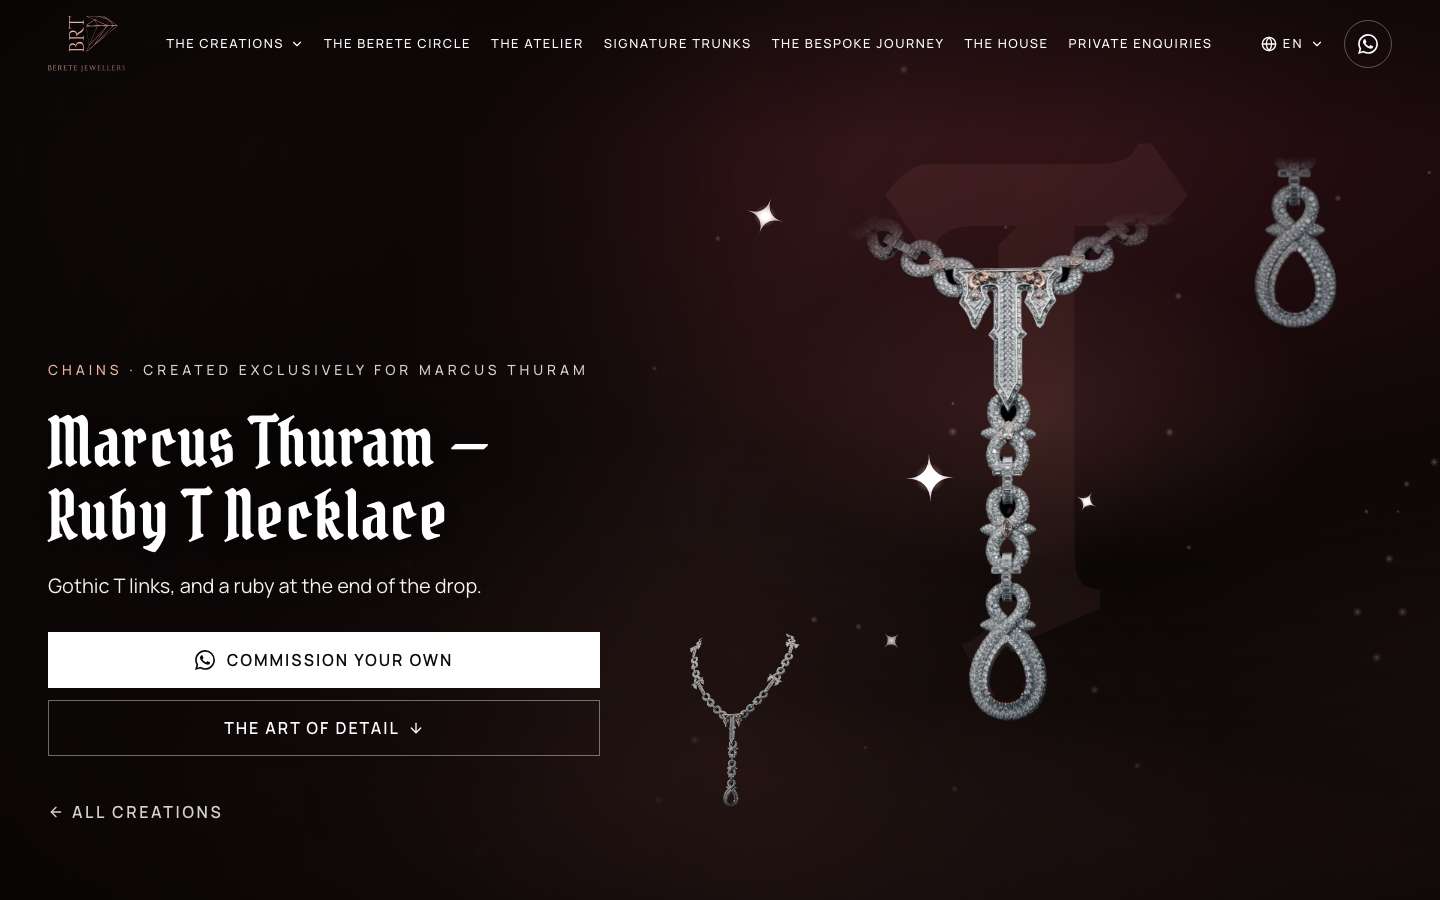 BRT
BERETE JEWELLERS
THE CREATIONS
THE BERETE CIRCLE
THE ATELIER
SIGNATURE TRUNKS
THE BESPOKE JOURNEY
THE HOUSE
PRIVATE ENQUIRIES
EN
CHAINS · CREATED EXCLUSIVELY FOR MARCUS THURAM
Marcus Thuram —
Ruby T Necklace
Gothic T links, and a ruby at the end of the drop.
COMMISSION YOUR OWN
THE ART OF DETAIL ↓
← ALL CREATIONS
T